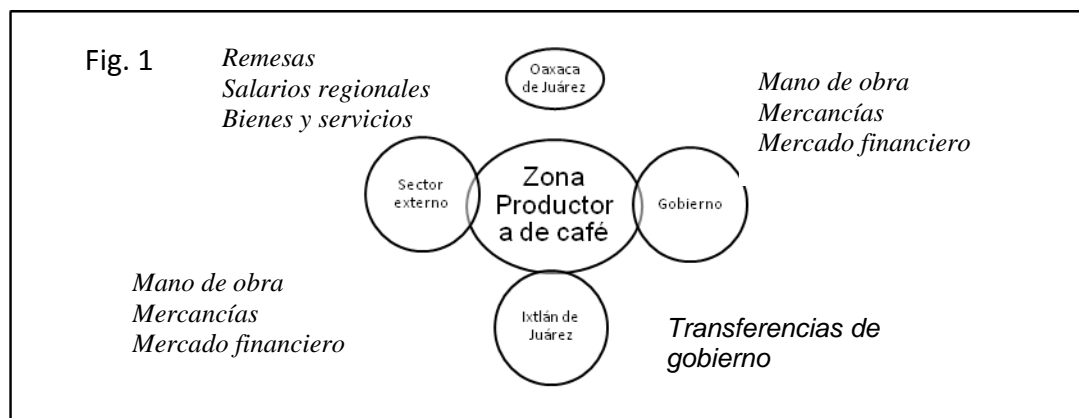 Fig. 1
Remesas
Salarios regionales
Bienes y servicios
Oaxaca
de Juárez
Mano de obra
Mercancías
Mercado financiero
Sector
externo
Zona
Productor
a de café
Gobierno
Mano de obra
Mercancías
Mercado financiero
Ixtlán de
Juárez
Transferencias de
gobierno